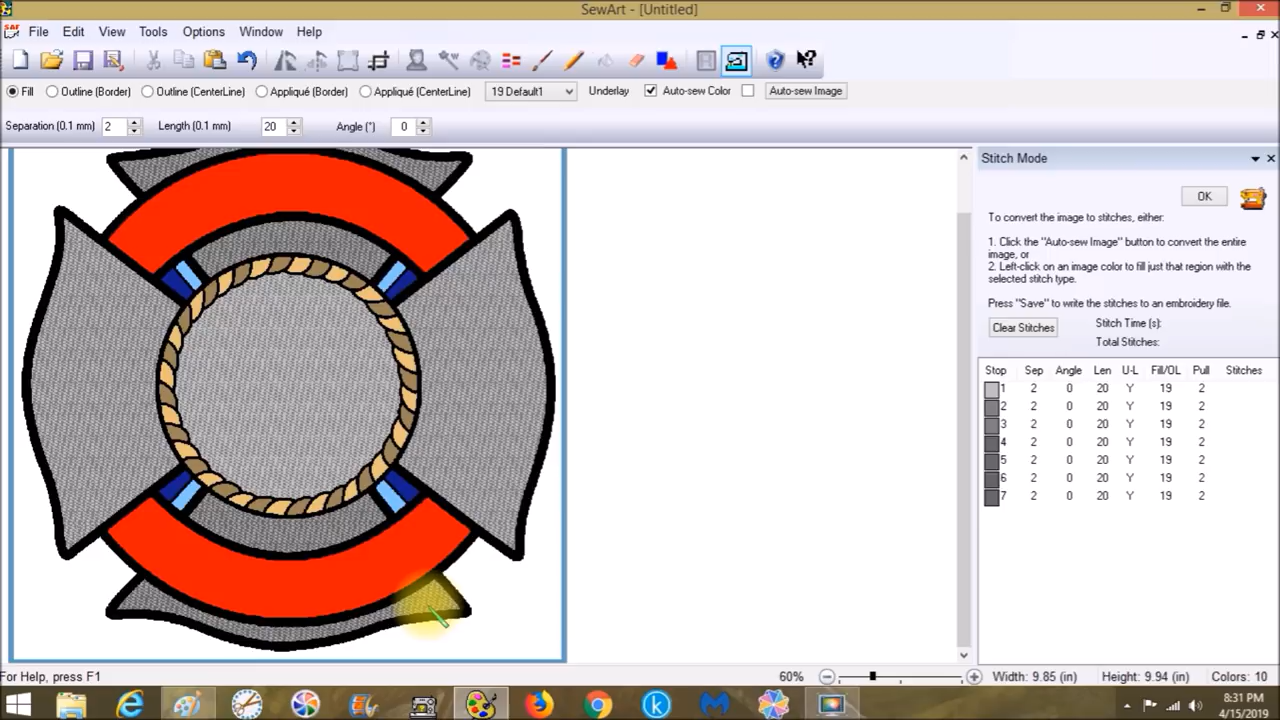 SewArt - [Untitled]
File Edit View Tools Options Window Help
Fill Outline (Border) Outline (CenterLine) Appliqué (Border) Appliqué (CenterLine) 19 Default1 Underlay Auto-sew Color Auto-sew Image
Separation (0.1 mm) 2 Length (0.1 mm) 20 Angle (°) 0
Stitch Mode
OK
To convert the image to stitches, either:
1. Click the "Auto-sew Image" button to convert the entire
image, or
2. Left-click on an image color to fill just that region with the
selected stitch type.
Press "Save" to write the stitches to an embroidery file.
Clear Stitches Stitch Time (s):
Total Stitches:
Stop Sep Angle Len U-L Fill/OL Pull Stitches
1 2 0 20 Y 19 2
2 2 0 20 Y 19 2
3 2 0 20 Y 19 2
4 2 0 20 Y 19 2
5 2 0 20 Y 19 2
6 2 0 20 Y 19 2
7 2 0 20 Y 19 2
For Help, press F1 60% Width: 9.85 (in) Height: 9.94 (in) Colors: 10
8:31 PM
4/15/2019